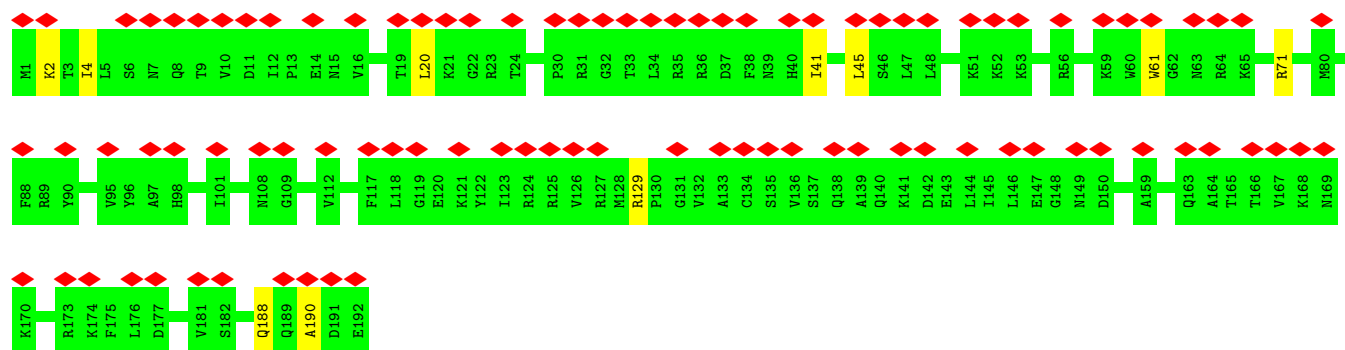 M1 K2 T3 I4 L5 S6 N7 Q8 T9 V10 D11 I12 P13 E14 N15 V16 T19 L20 K21 G22 R23 T24 P30 R31 G32 T33 L34 R35 R36 D37 F38 N39 H40 I41 L45 S46 L47 L48 K51 K52 K53 R56 K59 W60 W61 G62 N63 R64 K65 R71 M80
F88 R89 Y90 V95 Y96 A97 H98 I101 N108 G109 V112 F117 L118 G119 E120 K121 Y122 I123 R124 R125 V126 R127 M128 R129 P130 G131 V132 A133 C134 S135 V136 S137 Q138 A139 Q140 K141 D142 E143 L144 I145 L146 E147 G148 N149 D150 A159 Q163 A164 T165 T166 V167 K168 N169
K170 R173 K174 F175 L176 D177 V181 S182 Q188 Q189 A190 D191 E192